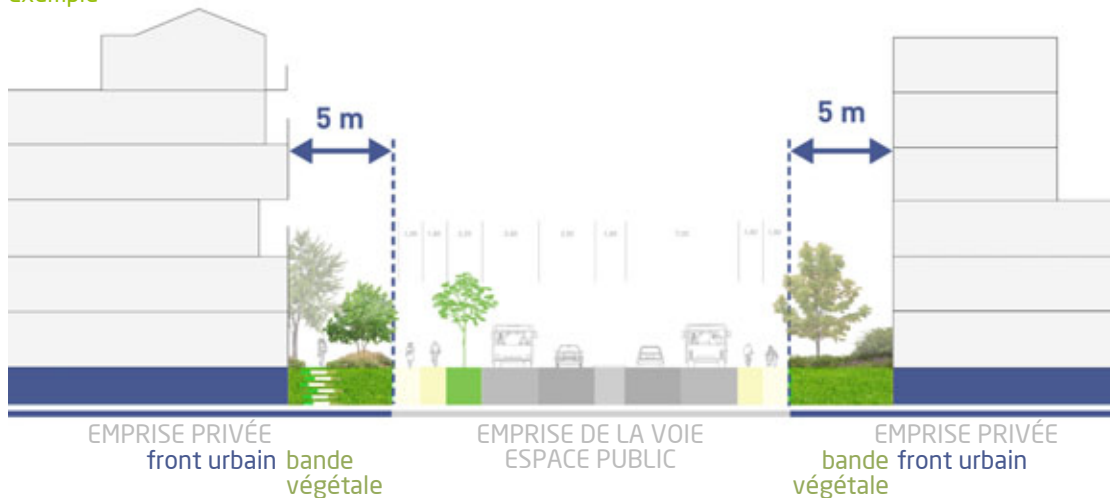 exemple
5 m
5 m
EMPRISE PRIVÉE
front urbain bande
végétale
EMPRISE DE LA VOIE
ESPACE PUBLIC
EMPRISE PRIVÉE
bande front urbain
végétale